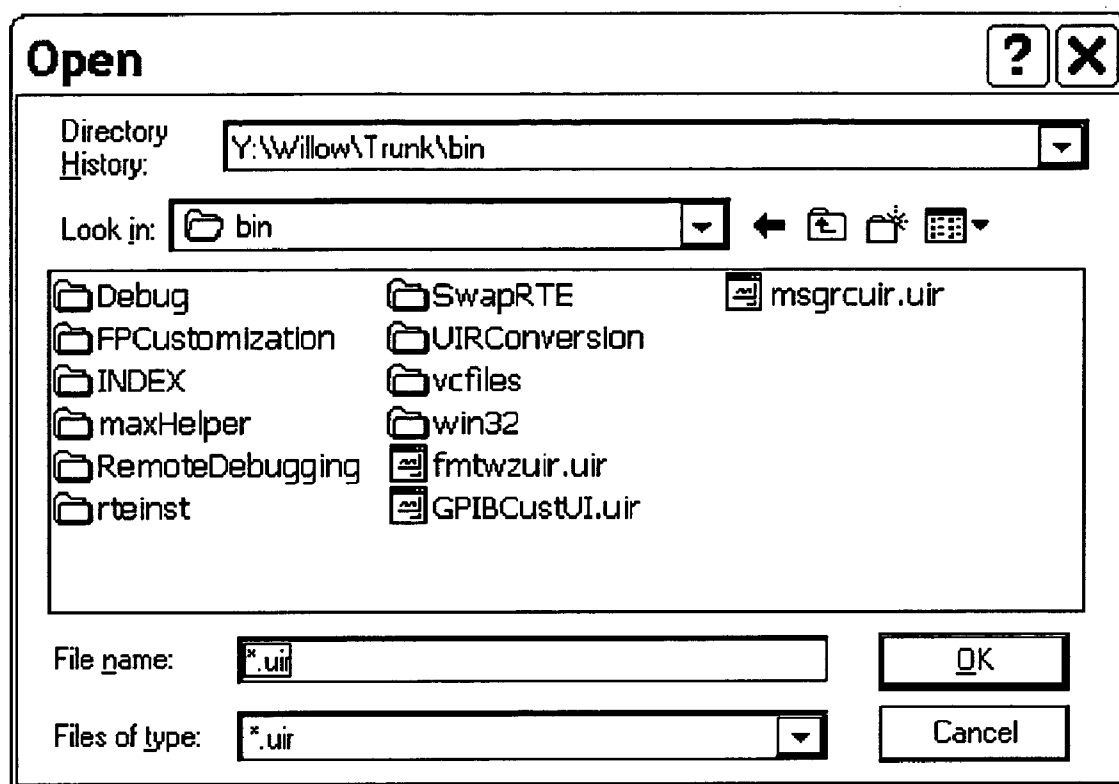 Open ? X
Directory
History: Y:\Willow\Trunk\bin
Look in: bin
Debug SwapRTE msgrcuir.uir
FPCustomization UIRConversion
INDEX vcfiles
maxHelper win32
RemoteDebugging fmtwzuir.uir
rteinst GPIBCustUI.uir
File name: *.uir OK
Files of type: *.uir Cancel